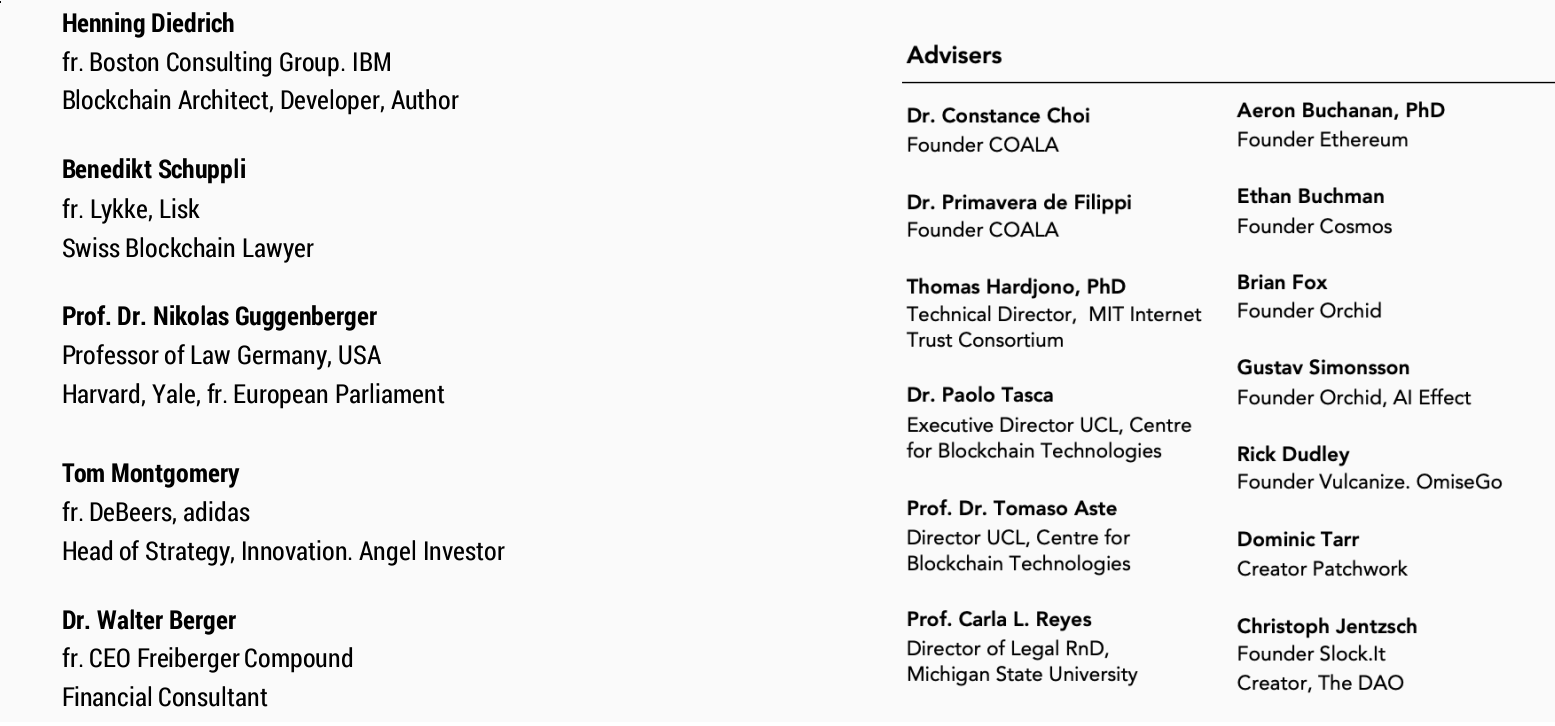 Henning Diedrich
fr. Boston Consulting Group. IBM
Blockchain Architect, Developer, Author
Benedikt Schuppli
fr. Lykke, Lisk
Swiss Blockchain Lawyer
Prof. Dr. Nikolas Guggenberger
Professor of Law Germany, USA
Harvard, Yale, fr. European Parliament
Tom Montgomery
fr. DeBeers, adidas
Head of Strategy, Innovation. Angel Investor
Dr. Walter Berger
fr. CEO Freiberger Compound
Financial Consultant
Advisers
Dr. Constance Choi
Founder COALA
Dr. Primavera de Filippi
Founder COALA
Thomas Hardjono, PhD
Technical Director, MIT Internet
Trust Consortium
Dr. Paolo Tasca
Executive Director UCL, Centre
for Blockchain Technologies
Prof. Dr. Tomaso Aste
Director UCL, Centre for
Blockchain Technologies
Prof. Carla L. Reyes
Director of Legal RnD,
Michigan State University
Aeron Buchanan, PhD
Founder Ethereum
Ethan Buchman
Founder Cosmos
Brian Fox
Founder Orchid
Gustav Simonsson
Founder Orchid, AI Effect
Rick Dudley
Founder Vulcanize. OmiseGo
Dominic Tarr
Creator Patchwork
Christoph Jentzsch
Founder Slock.It
Creator, The DAO